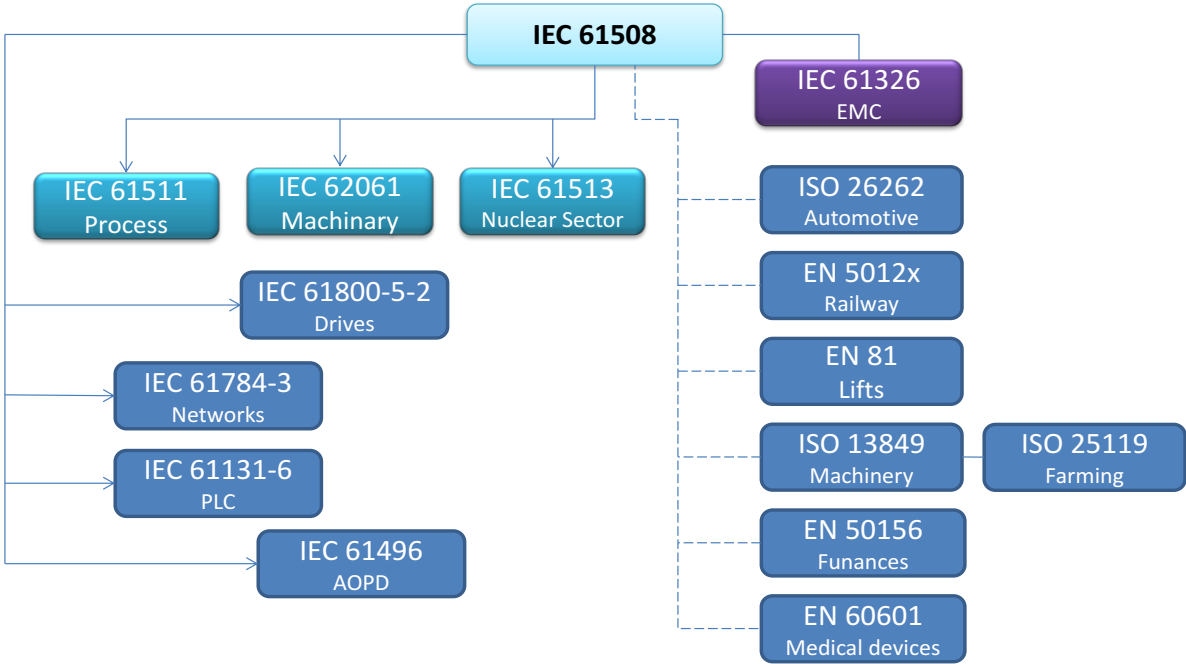 IEC 61508
IEC 61326
EMC
IEC 61511
Process
IEC 62061
Machinary
IEC 61513
Nuclear Sector
ISO 26262
Automotive
IEC 61800-5-2
Drives
EN 5012x
Railway
EN 81
Lifts
IEC 61784-3
Networks
ISO 13849
Machinery
ISO 25119
Farming
IEC 61131-6
PLC
EN 50156
Funances
IEC 61496
AOPD
EN 60601
Medical devices